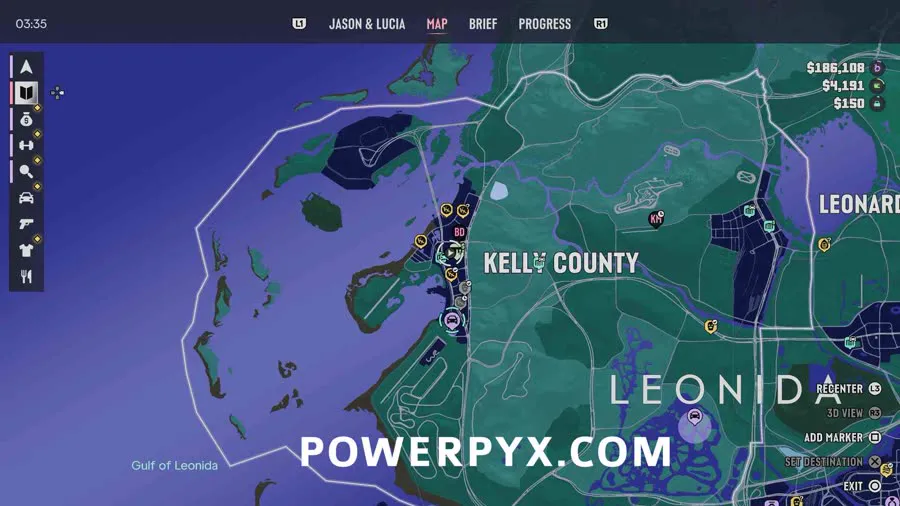 03:35
L1 JASON & LUCIA MAP BRIEF PROGRESS R1
$186,108
$4,191
$150
LEONARD
BD
KM
KELLY COUNTY
LEONIDA
RECENTER L3
3D VIEW R3
ADD MARKER
SET DESTINATION
EXIT
POWERPYX.COM
Gulf of Leonida